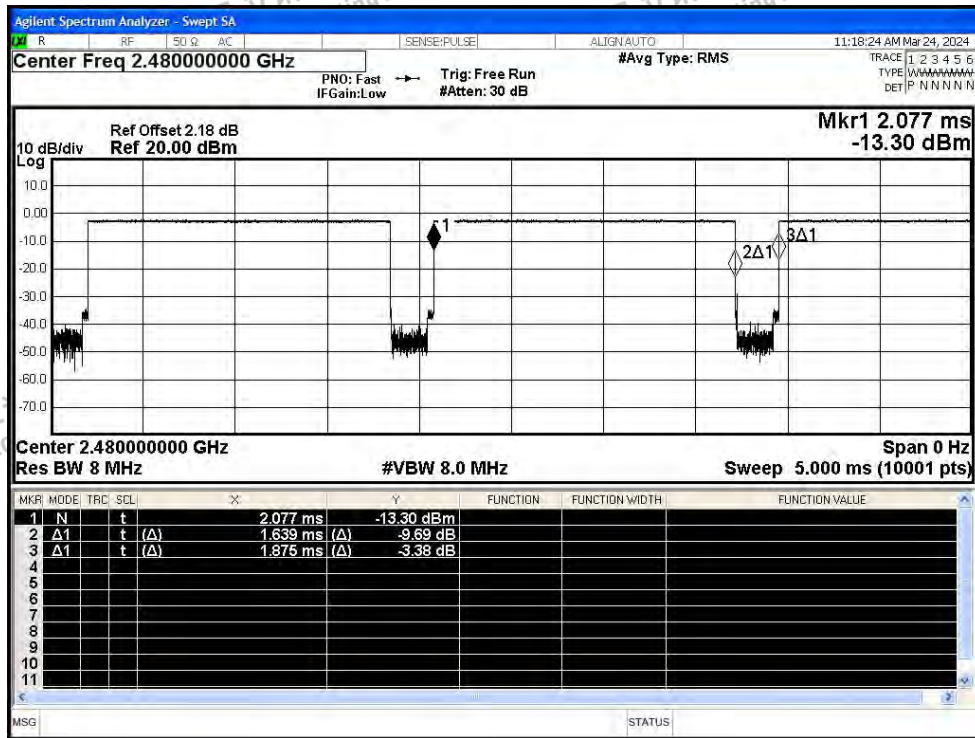 Agilent Spectrum Analyzer - Swept SA
LXI R RF 50 Ω AC SENSE:PULSE ALIGN AUTO 11:18:24 AM Mar 24, 2024
Center Freq 2.480000000 GHz
PNO: Fast
IFGain:Low
Trig: Free Run
#Atten: 30 dB
#Avg Type: RMS
TRACE 1 2 3 4 5 6
TYPE
DET P N N N N N
Mkr1 2.077 ms
-13.30 dBm
Ref Offset 2.18 dB
10 dB/div Ref 20.00 dBm
Log
10.0
0.00
-10.0
-20.0
-30.0
-40.0
-50.0
-60.0
-70.0
1
2Δ1
3Δ1
Center 2.480000000 GHz Span 0 Hz
Res BW 8 MHz #VBW 8.0 MHz Sweep 5.000 ms (10001 pts)
MKR MODE TRC SCL X Y FUNCTION FUNCTION WIDTH FUNCTION VALUE
1 N t 2.077 ms -13.30 dBm
2 Δ1 t (Δ) 1.639 ms (Δ) -9.69 dB
3 Δ1 t (Δ) 1.875 ms (Δ) -3.38 dB
4
5
6
7
8
9
10
11
MSG STATUS